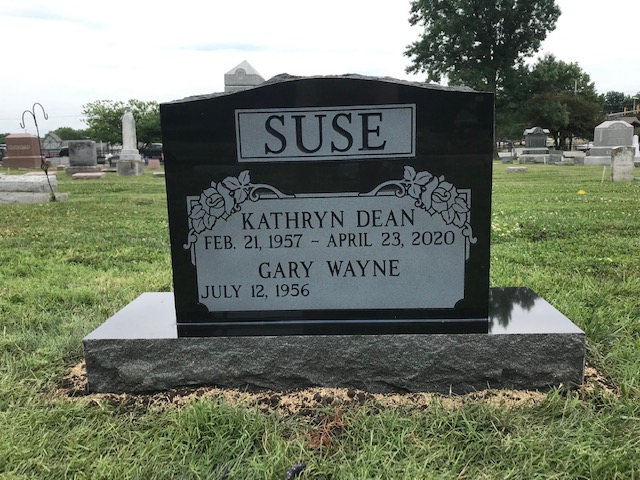 SUSE
KATHRYN DEAN
FEB. 21, 1957 - APRIL 23, 2020
GARY WAYNE
JULY 12, 1956